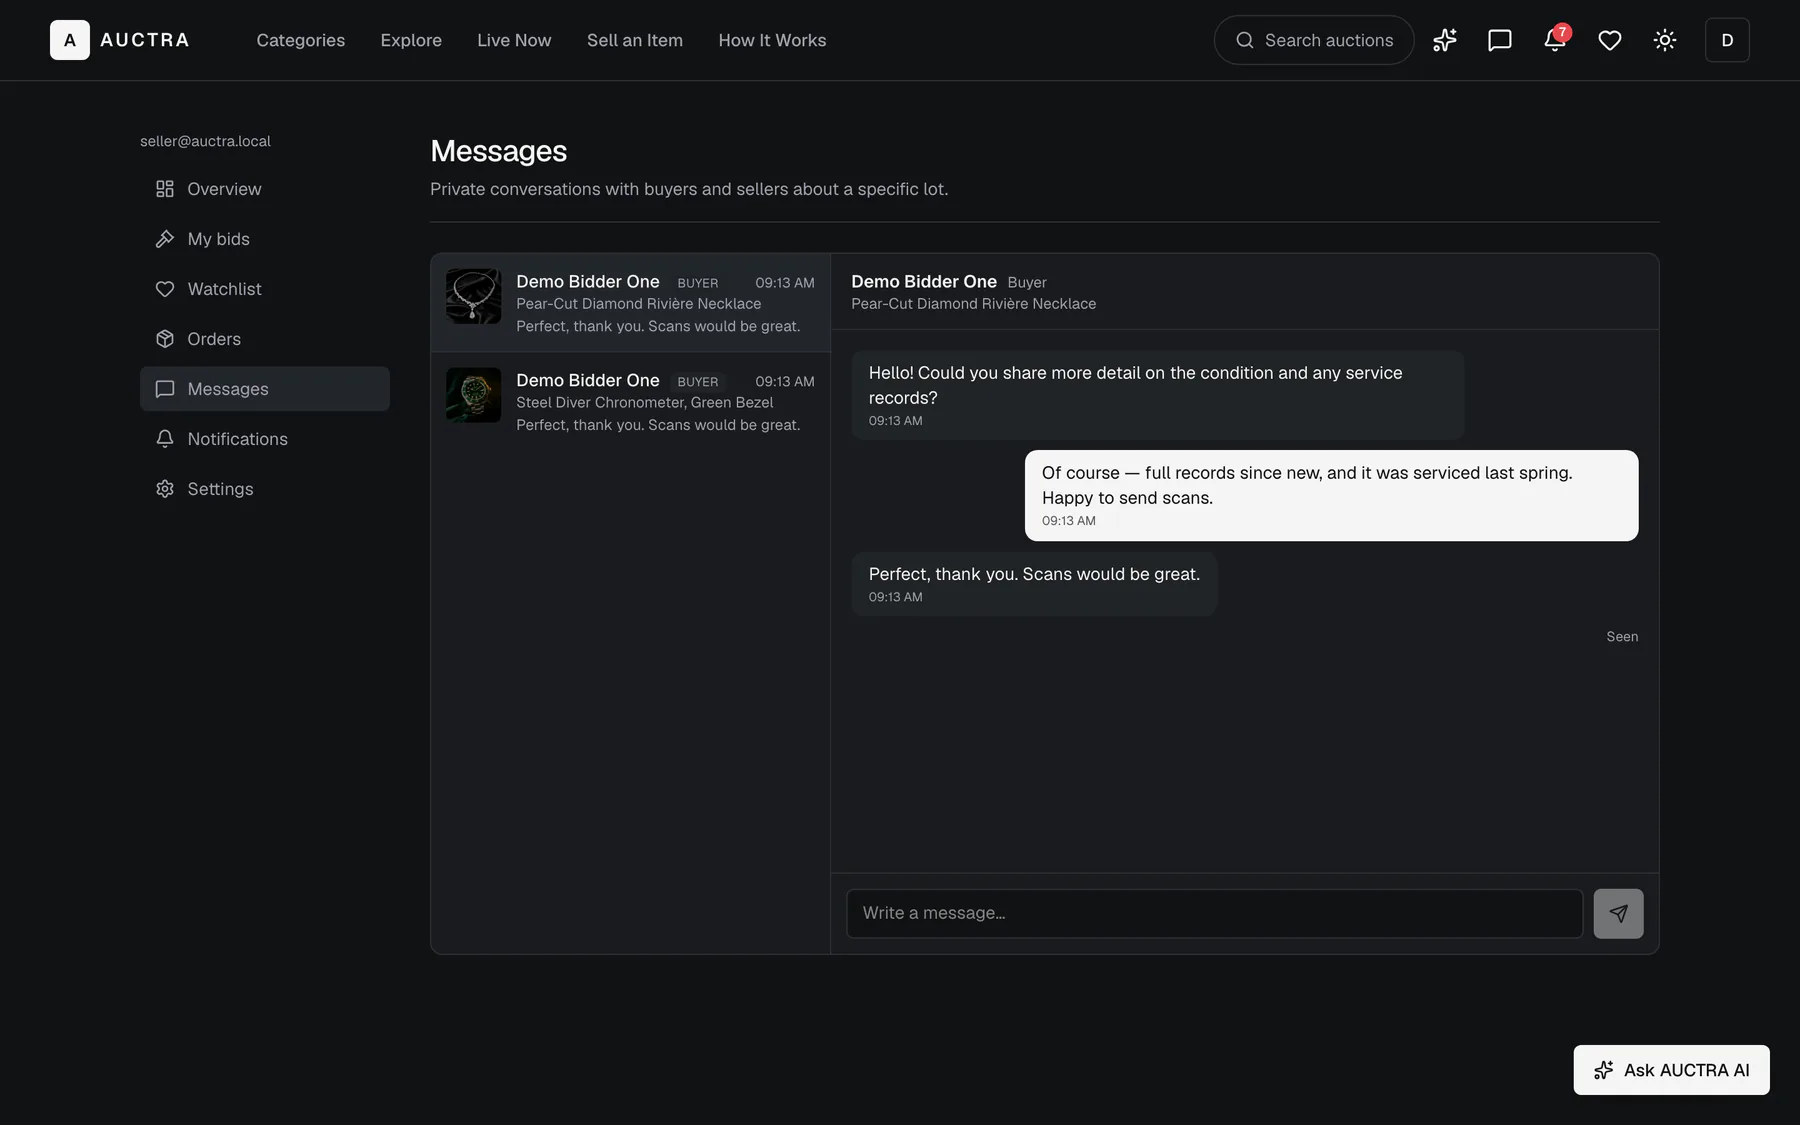 A AUCTRA Categories Explore Live Now Sell an Item How It Works Search auctions 7 D
seller@auctra.local
Overview
My bids
Watchlist
Orders
Messages
Notifications
Settings
Messages
Private conversations with buyers and sellers about a specific lot.
Demo Bidder One BUYER 09:13 AM
Pear-Cut Diamond Rivière Necklace
Perfect, thank you. Scans would be great.
Demo Bidder One BUYER 09:13 AM
Steel Diver Chronometer, Green Bezel
Perfect, thank you. Scans would be great.
Demo Bidder One Buyer
Pear-Cut Diamond Rivière Necklace
Hello! Could you share more detail on the condition and any service
records?
09:13 AM
Of course — full records since new, and it was serviced last spring.
Happy to send scans.
09:13 AM
Perfect, thank you. Scans would be great.
09:13 AM
Seen
Write a message...
Ask AUCTRA AI